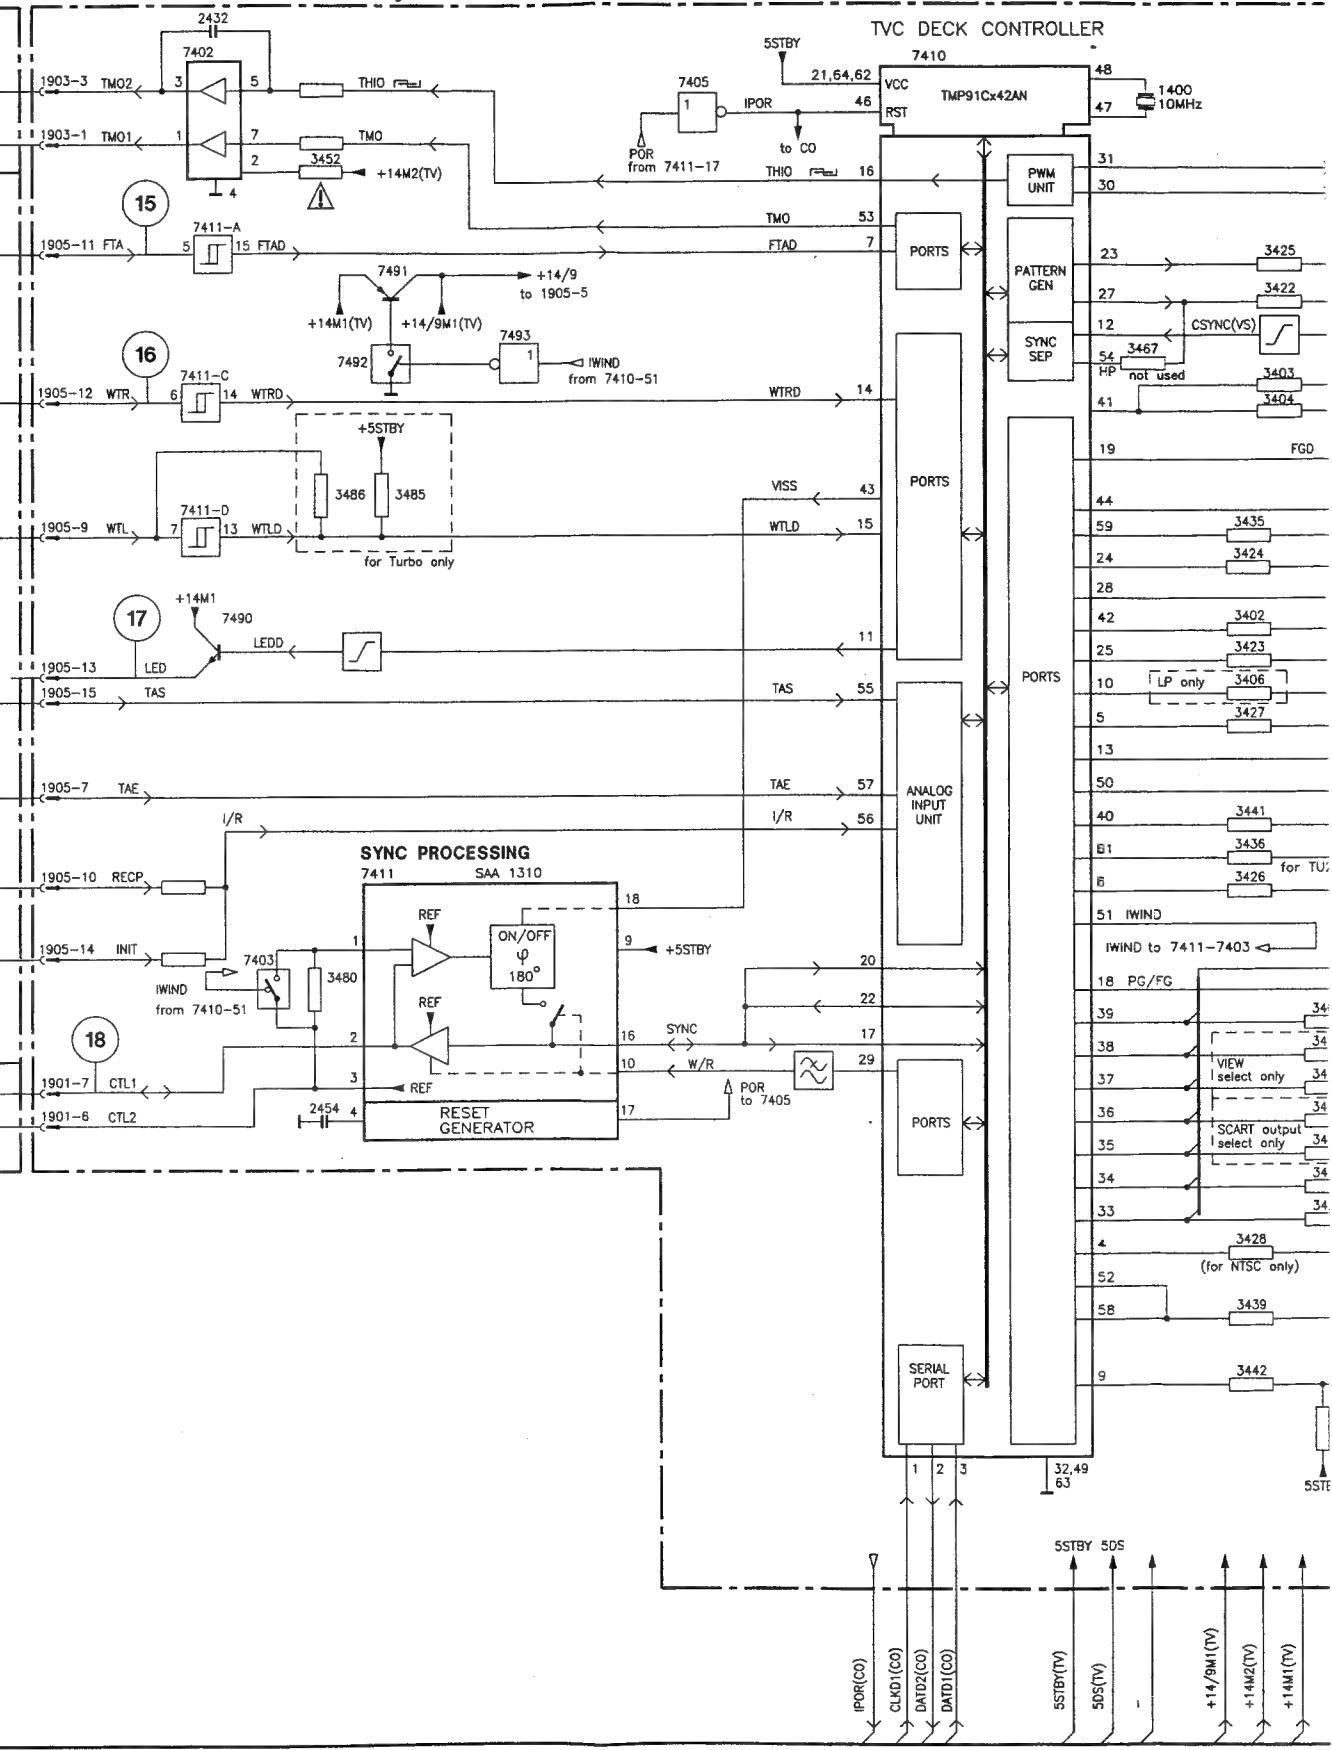 2432
TVC DECK CONTROLLER
7402
5STBY
7410
48
1903-3 TMO2
3
5
THIO
7405
21,64,62
VCC
TMP91Cx42AN
1400
10MHz
1
IPOR
46
RST
47
1903-1 TMO1
1
7
TMO
2
3452
+14M2(TV)
4
POR
from 7411-17
to CO
THIO
16
PWM
UNIT
31
30
15
7411-A
TMO
53
1905-11 FTA
5
15
FTAD
FTAD
7
PORTS
PATTERN
GEN
23
3425
7491
+14/9
to 1905-5
27
3422
+14M1(TV)
+14/9M1(TV)
12
CSYNC(VS)
SYNC
SEP
16
7492
7493
1
IWIND
from 7410-51
54
HP
3467
not used
3403
7411-C
1905-12 WTR
6
14
WTRD
WTRD
14
41
3404
+5STBY
19
FGD
3486
3485
VISS
43
PORTS
44
7411-D
1905-9 WTL
7
13
WTLD
WTLD
15
59
3435
for Turbo only
24
3424
+14M1
28
17
7490
42
3402
LEDD
11
25
3423
1905-13
LED
PORTS
10
LP only
3406
1905-15 TAS
TAS
55
5
3427
13
1905-7 TAE
TAE
57
ANALOG
INPUT
UNIT
50
I/R
I/R
56
40
3441
SYNC PROCESSING
61
3436
for TU
1905-10 RECP
7411
SAA 1310
6
3426
REF
18
51 IWIND
1
ON/OFF
φ
180°
9
+5STBY
IWIND to 7411-7403
1905-14 INIT
7403
3480
20
18 PG/FG
IWIND
from 7410-51
REF
22
39
34
18
2
16
SYNC
17
38
34
VIEW
select only
10
W/R
29
1901-7 CTL1
3
REF
POR
to 7405
37
34
1901-6 CTL2
2454
4
RESET
GENERATOR
17
PORTS
36
34
SCART output
select only
35
34
34
34
33
34
4
3428
(for NTSC only)
52
58
3439
SERIAL
PORT
9
3442
1
2
3
32,49
63
5STB
5STBY 5DS
IPOR(CO)
CLKD1(CO)
DATD2(CO)
DATD1(CO)
5STBY(TV)
5DS(TV)
-
+14/9M1(TV)
+14M2(TV)
+14M1(TV)